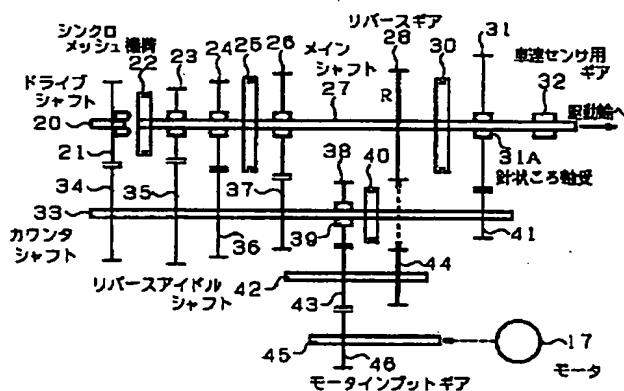 リバースギア
シンクロ
メッシュ機構
22 23 24 25 26 メイン
シャフト
28 30 31 車速センサ用
ギア
32
ドライブ
シャフト
27
R
20
駆動輪へ
21
38 40
31A
針状ころ軸受
34 35 37
33
39
カウンタ
シャフト
36
41
リバースアイドル
シャフト
42
44
43
45
17
46
モータ
モータインプットギア